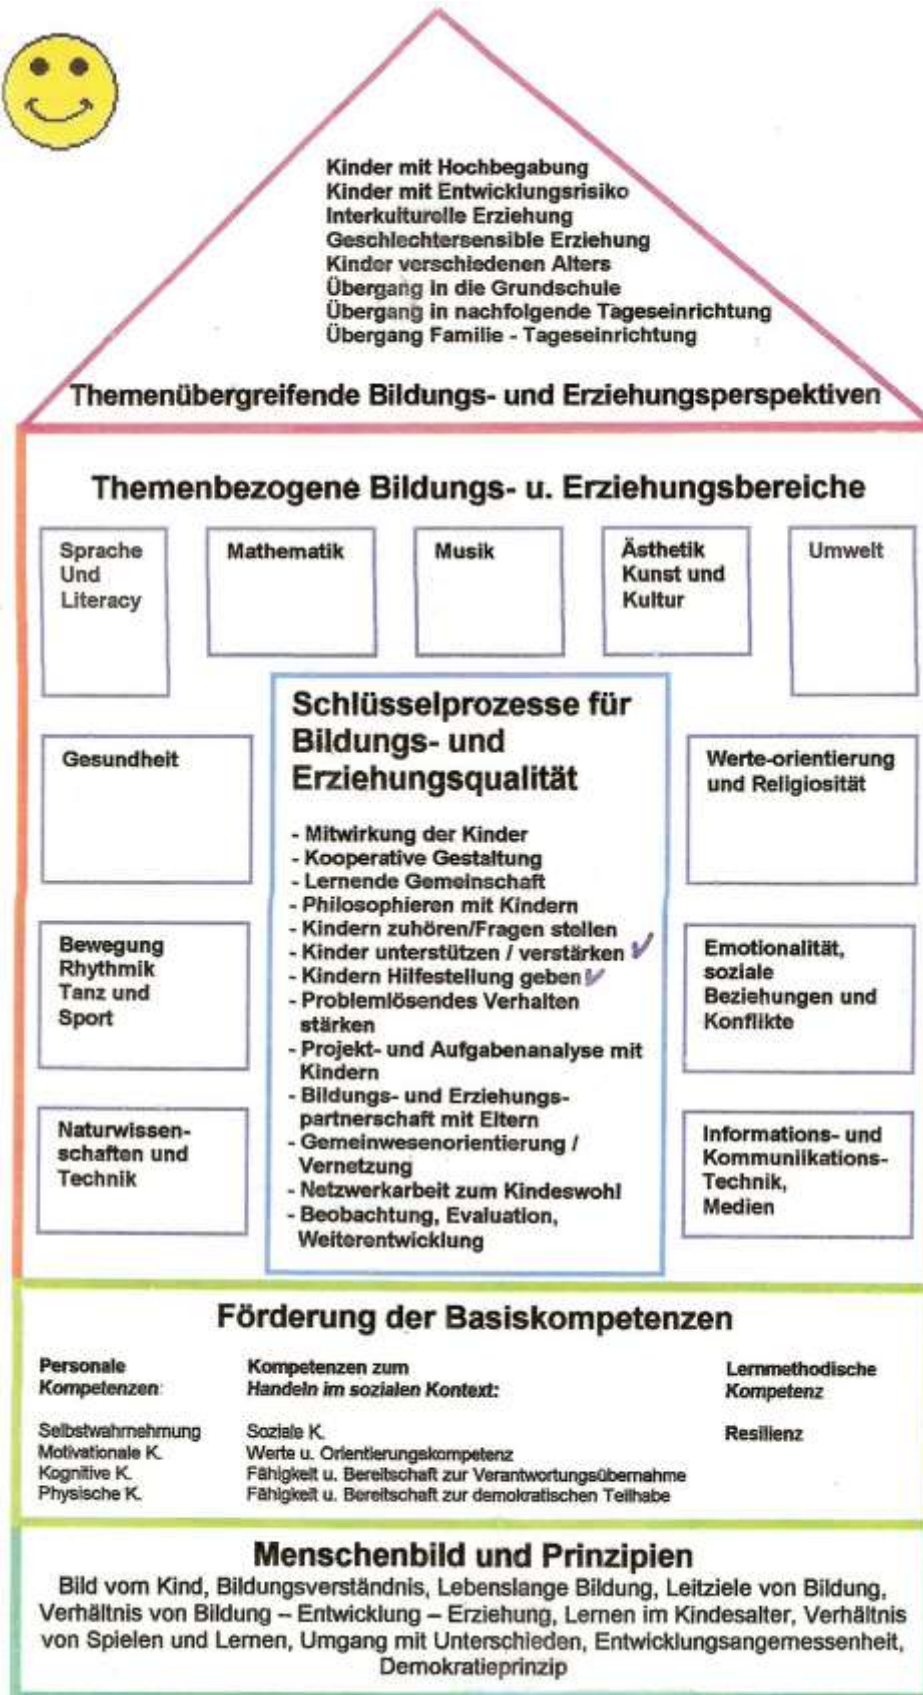 Kinder mit Hochbegabung
Kinder mit Entwicklungsrisiko
Interkulturelle Erziehung
Geschlechtersensible Erziehung
Kinder verschiedenen Alters
Übergang in die Grundschule
Übergang in nachfolgende Tageseinrichtung
Übergang Familie - Tageseinrichtung
Themenübergreifende Bildungs- und Erziehungsperspektiven
Themenbezogene Bildungs- u. Erziehungsbereiche
Sprache
Und
Literacy
Mathematik
Musik
Ästhetik
Kunst und
Kultur
Umwelt
Gesundheit
Bewegung
Rhythmik
Tanz und
Sport
Naturwissen-
schaften und
Technik
Schlüsselprozesse für
Bildungs- und
Erziehungsqualität
- Mitwirkung der Kinder
- Kooperative Gestaltung
- Lernende Gemeinschaft
- Philosophieren mit Kindern
- Kindern zuhören/Fragen stellen
- Kinder unterstützen / verstärken ✓
- Kindern Hilfestellung geben ✓
- Problemlösendes Verhalten
stärken
- Projekt- und Aufgabenanalyse mit
Kindern
- Bildungs- und Erziehungs-
partnerschaft mit Eltern
- Gemeinwesenorientierung /
Vernetzung
- Netzwerkarbeit zum Kindeswohl
- Beobachtung, Evaluation,
Weiterentwicklung
Werte-orientierung
und Religiosität
Emotionalität,
soziale
Beziehungen und
Konflikte
Informations- und
Kommuniikations-
Technik,
Medien
Förderung der Basiskompetenzen
Personale
Kompetenzen:
Selbstwahrnehmung
Motivationale K.
Kognitive K.
Physische K.
Kompetenzen zum
Handeln im sozialen Kontext:
Soziale K.
Werte u. Orientierungskompetenz
Fähigkeit u. Bereitschaft zur Verantwortungsübernahme
Fähigkeit u. Bereitschaft zur demokratischen Teilhabe
Lernmethodische
Kompetenz
Resilienz
Menschenbild und Prinzipien
Bild vom Kind, Bildungsverständnis, Lebenslange Bildung, Leitziele von Bildung,
Verhältnis von Bildung – Entwicklung – Erziehung, Lernen im Kindesalter, Verhältnis
von Spielen und Lernen, Umgang mit Unterschieden, Entwicklungsangemessenheit,
Demokratieprinzip